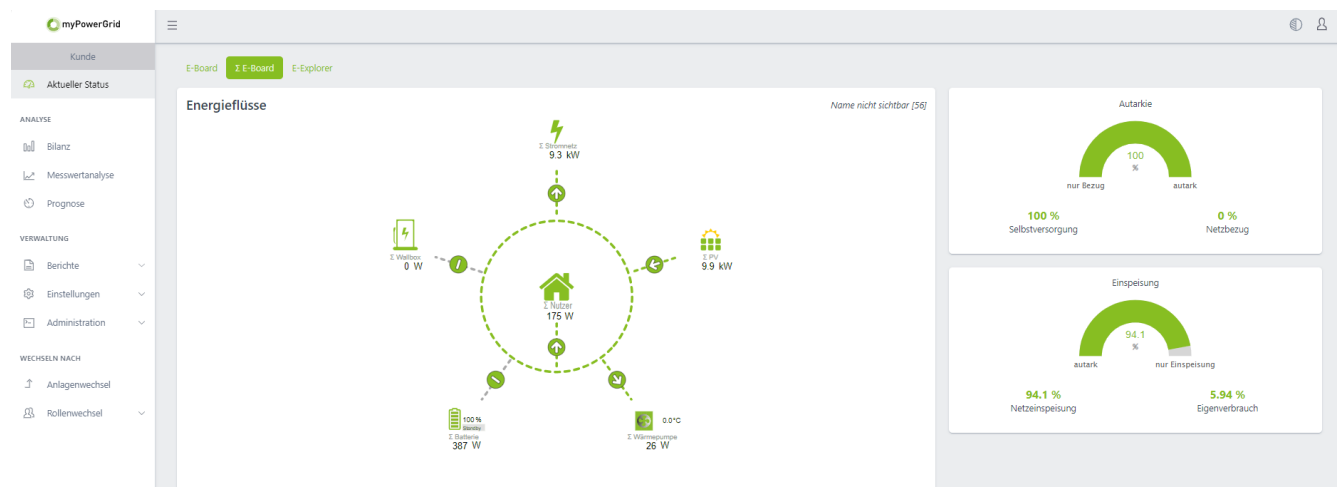 myPowerGrid
Kunde
Aktueller Status
ANALYSE
Bilanz
Messwertanalyse
Prognose
VERWALTUNG
Berichte
Einstellungen
Administration
WECHSELN NACH
Anlagenwechsel
Rollenwechsel
E-Board Σ E-Board E-Explorer
Energieflüsse
Name nicht sichtbar [56]
Σ Stromnetz
9.3 kW
Σ Wallbox
0 W
Σ PV
9.9 kW
Σ Nutzer
175 W
100 %
Standby
Σ Batterie
387 W
0.0°C
Σ Wärmepumpe
26 W
Autarkie
100
%
nur Bezug autark
100 % 0 %
Selbstversorgung Netzbezug
Einspeisung
94.1
%
autark nur Einspeisung
94.1 % 5.94 %
Netzeinspeisung Eigenverbrauch